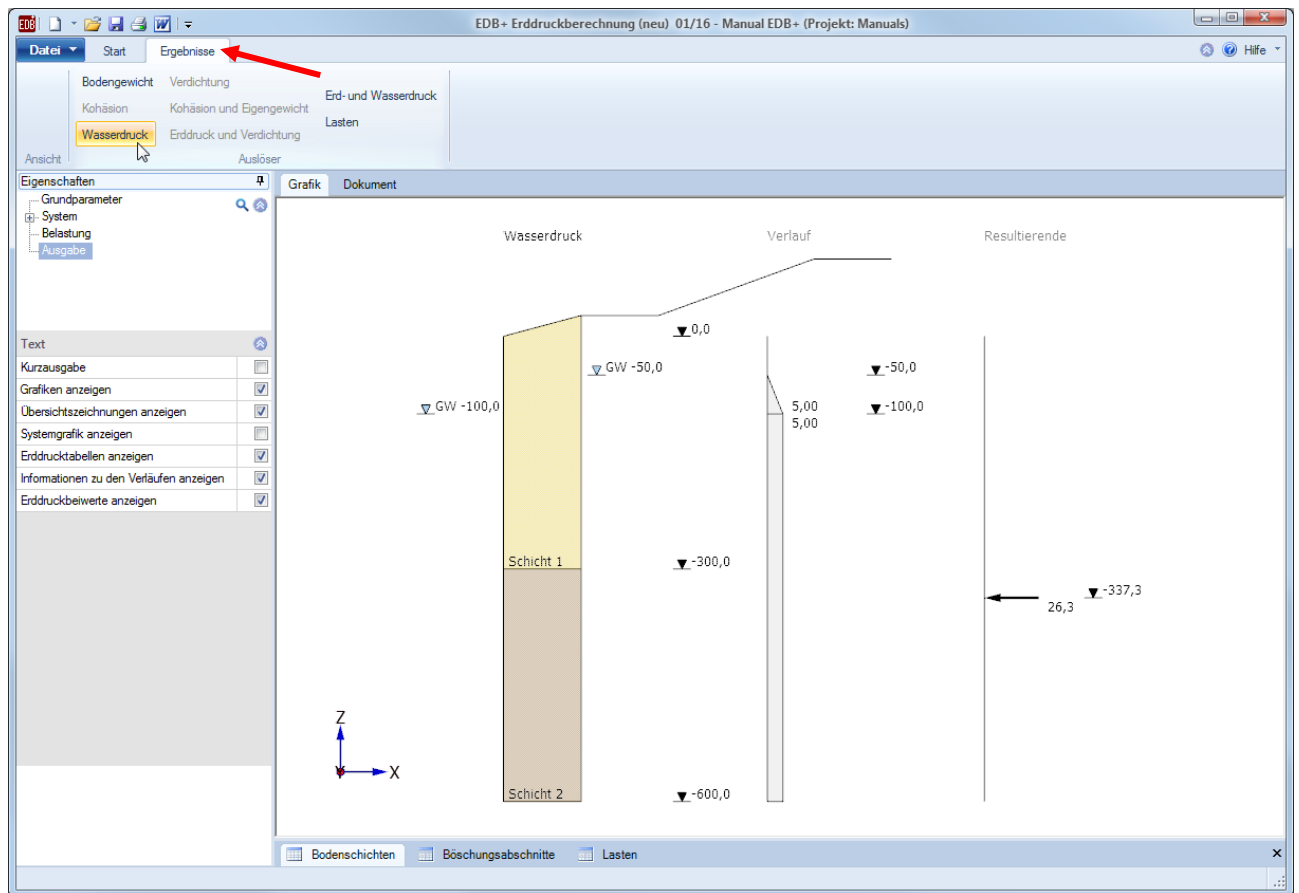 EDB
EDB+ Erddruckberechnung (neu) 01/16 - Manual EDB+ (Projekt: Manuals)
Datei Start Ergebnisse Hilfe
Bodengewicht Verdichtung
Erd- und Wasserdruck
Kohäsion Kohäsion und Eigengewicht
Lasten
Wasserdruck Erddruck und Verdichtung
Ansicht Auslöser
Eigenschaften
Grundparameter
System
Belastung
Ausgabe
Text
Kurzausgabe
Grafiken anzeigen
Übersichtszeichnungen anzeigen
Systemgrafik anzeigen
Erddrucktabellen anzeigen
Informationen zu den Verläufen anzeigen
Erddruckbeiwerte anzeigen
Grafik Dokument
Wasserdruck Verlauf Resultierende
0,0
GW -50,0 -50,0
GW -100,0 5,00 -100,0
5,00
Schicht 1 -300,0
-337,3
26,3
Z
Y X
Schicht 2 -600,0
Bodenschichten Böschungsabschnitte Lasten